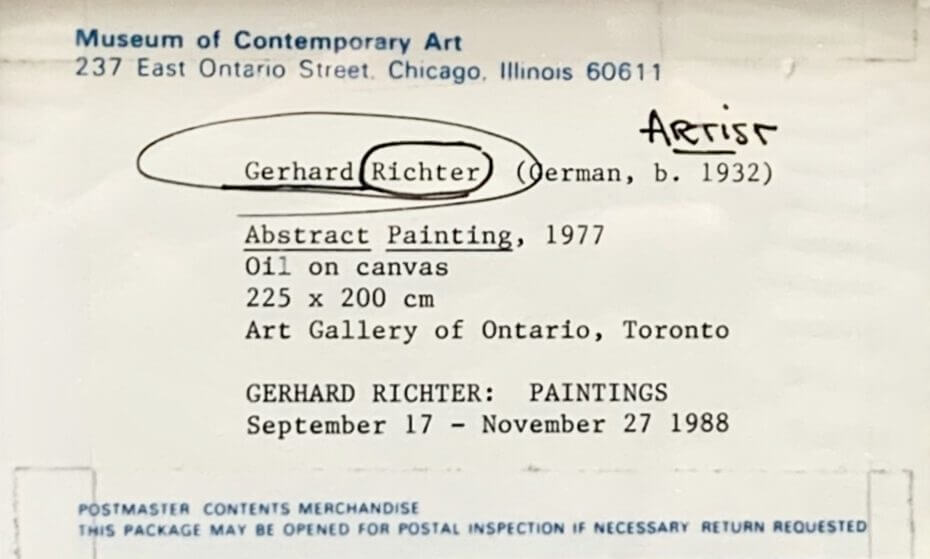 Museum of Contemporary Art
237 East Ontario Street, Chicago, Illinois 60611
ARTIST
Gerhard Richter (German, b. 1932)
Abstract Painting, 1977
Oil on canvas
225 x 200 cm
Art Gallery of Ontario, Toronto
GERHARD RICHTER: PAINTINGS
September 17 - November 27 1988
POSTMASTER CONTENTS MERCHANDISE
THIS PACKAGE MAY BE OPENED FOR POSTAL INSPECTION IF NECESSARY RETURN REQUESTED